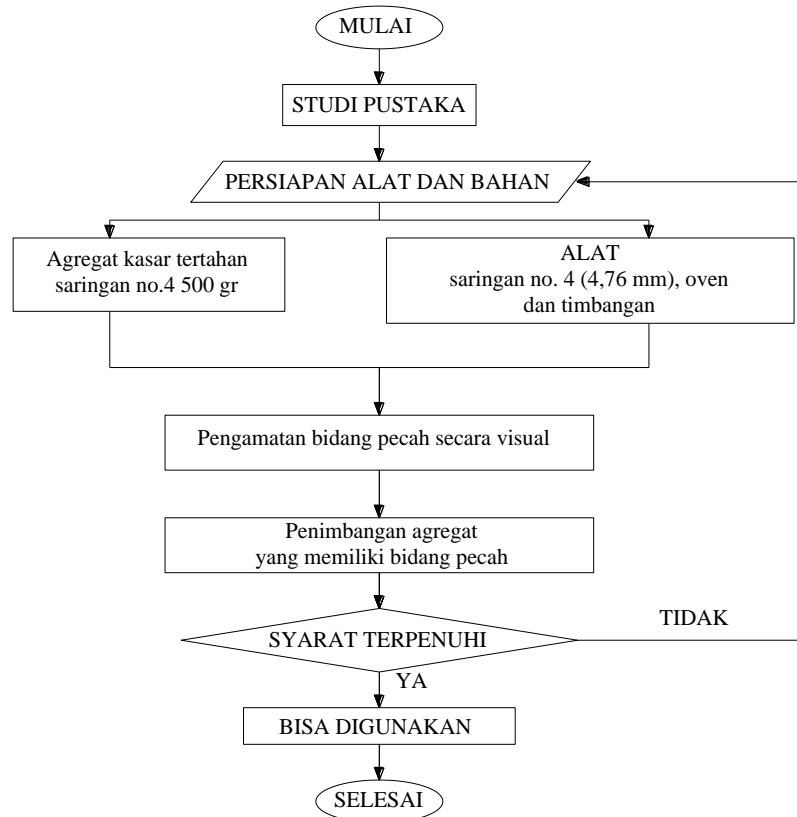 MULAI
STUDI PUSTAKA
PERSIAPAN ALAT DAN BAHAN
Agregat kasar tertahan
saringan no.4 500 gr
ALAT
saringan no. 4 (4,76 mm), oven
dan timbangan
Pengamatan bidang pecah secara visual
Penimbangan agregat
yang memiliki bidang pecah
SYARAT TERPENUHI
TIDAK
YA
BISA DIGUNAKAN
SELESAI